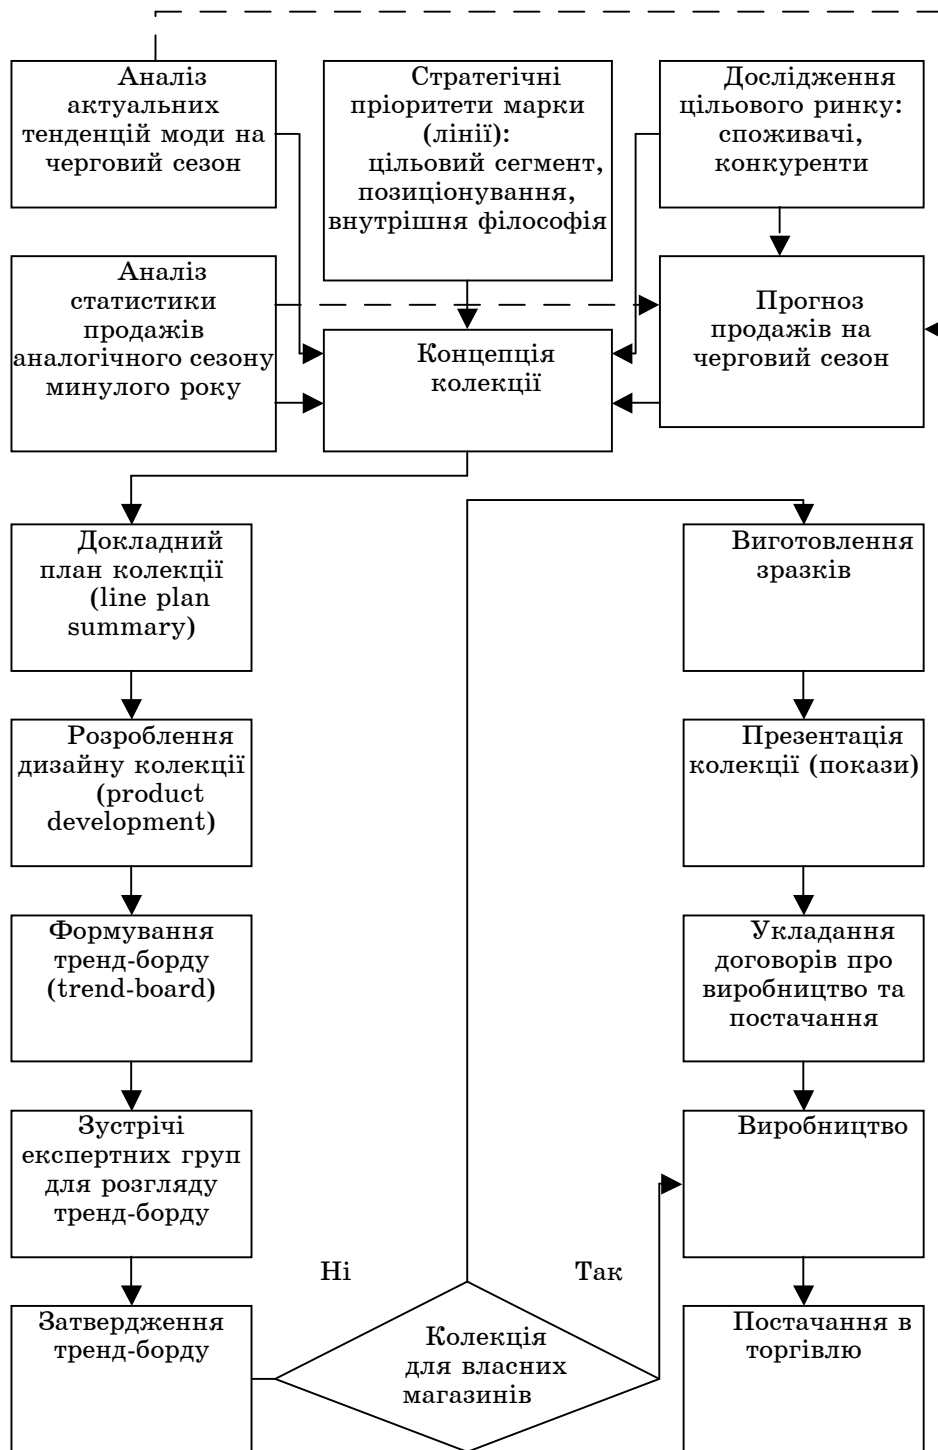 Аналіз
актуальних
тенденцій моди на
черговий сезон
Стратегічні
пріоритети марки
(лінії):
цільовий сегмент,
позиціонування,
внутрішня філософія
Дослідження
цільового ринку:
споживачі,
конкуренти
Аналіз
статистики
продажів
аналогічного сезону
минулого року
Концепція
колекції
Прогноз
продажів на
черговий сезон
Докладний
план колекції
(line plan
summary)
Розроблення
дизайну колекції
(product
development)
Формування
тренд-борду
(trend-board)
Зустрічі
експертних груп
для розгляду
тренд-борду
Затвердження
тренд-борду
Ні
Так
Колекція
для власних
магазинів
Виготовлення
зразків
Презентація
колекції (покази)
Укладання
договорів про
виробництво та
постачання
Виробництво
Постачання в
торгівлю